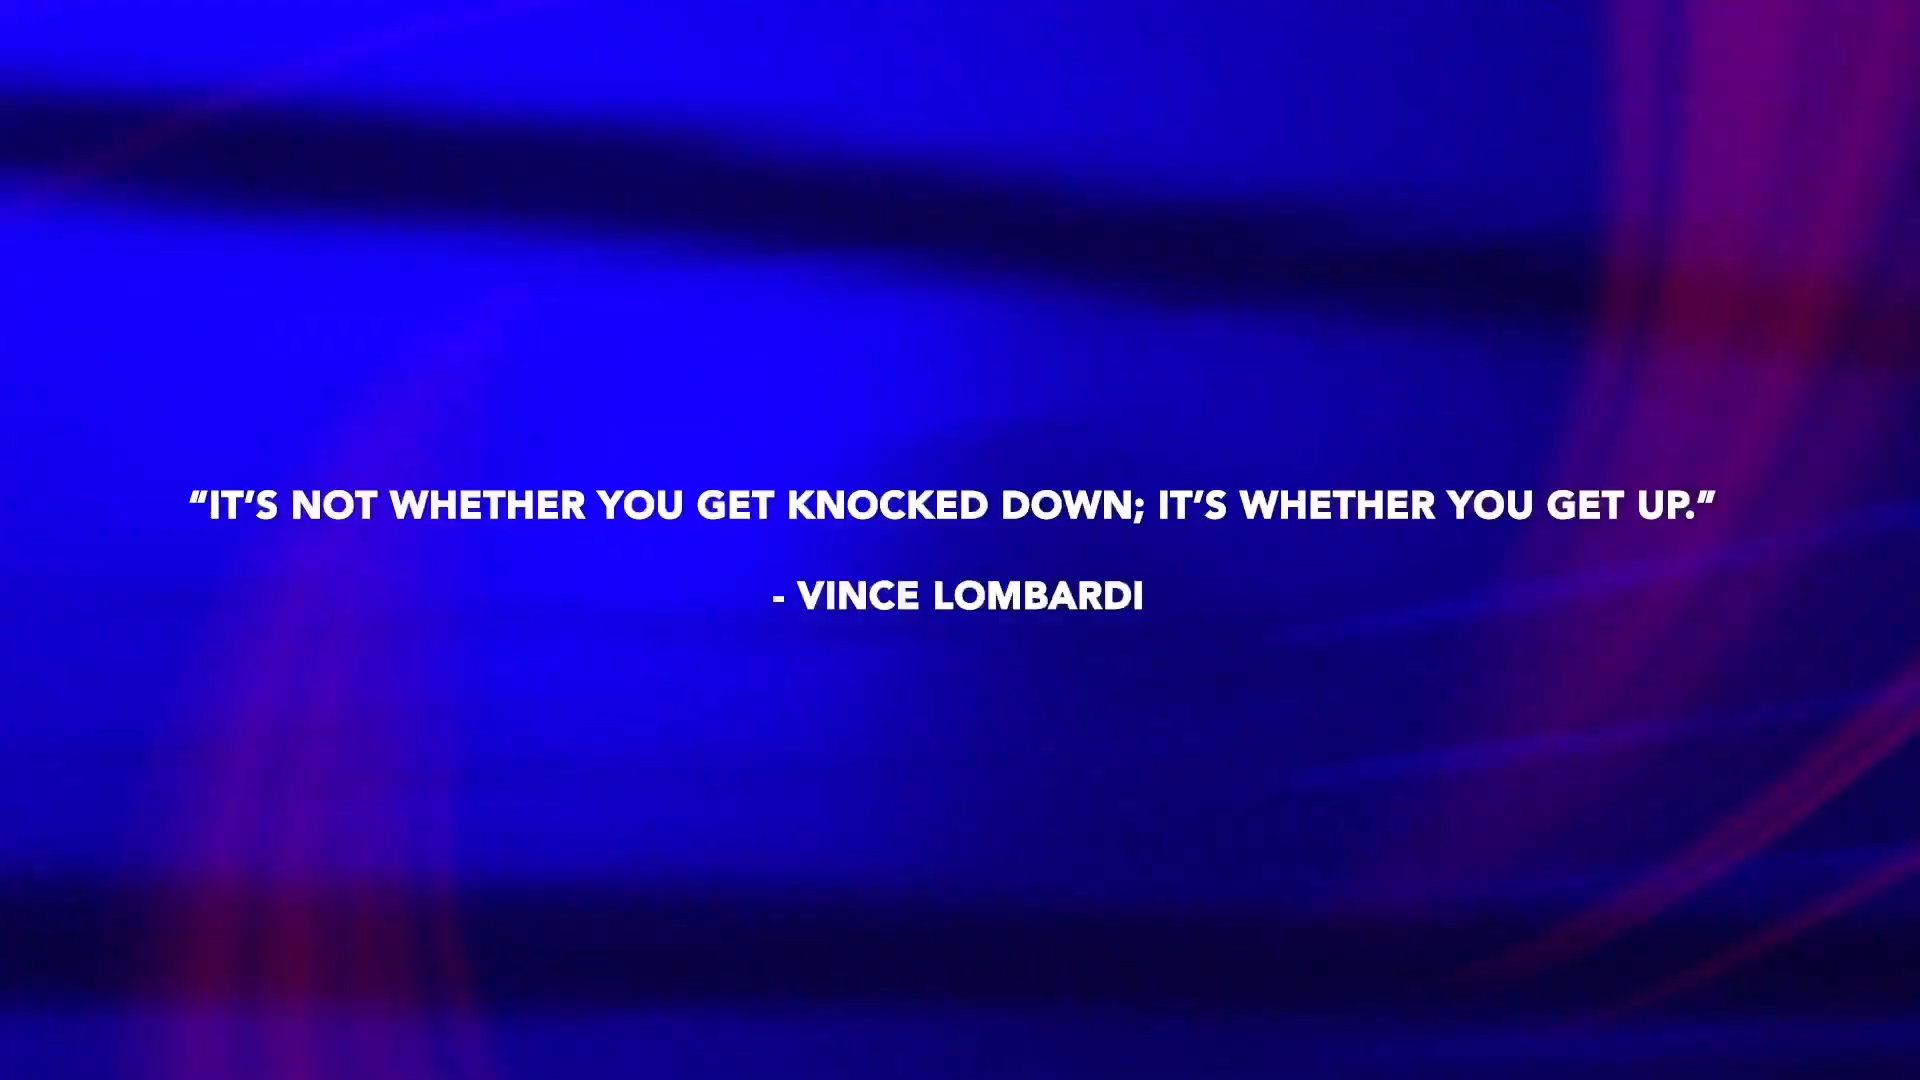 “IT’S NOT WHETHER YOU GET KNOCKED DOWN; IT’S WHETHER YOU GET UP.”
- VINCE LOMBARDI